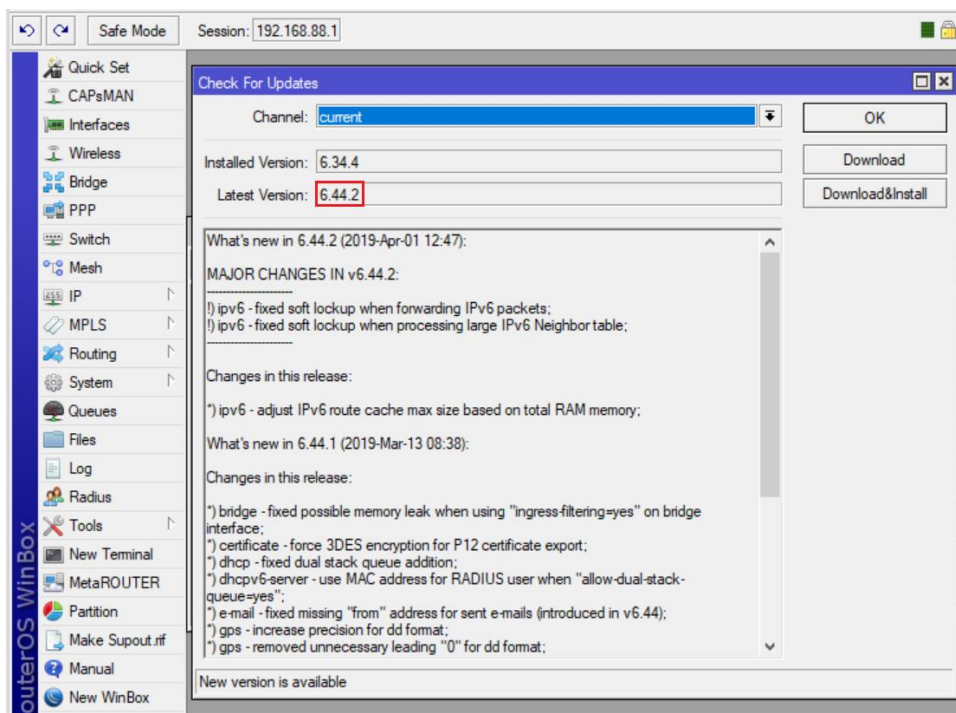 Safe Mode
Session: 192.168.88.1
Quick Set
CAPsMAN
Interfaces
Wireless
Bridge
PPP
Switch
Mesh
IP
MPLS
Routing
System
Queues
Files
Log
Radius
Tools
New Terminal
MetaROUTER
Partition
Make Supout.rif
Manual
New WinBox
outerOS WinBox
Check For Updates
Channel: current
OK
Installed Version: 6.34.4
Download
Latest Version: 6.44.2
Download&Install
What's new in 6.44.2 (2019-Apr-01 12:47):
MAJOR CHANGES IN v6.44.2:
----------------------
!) ipv6 - fixed soft lockup when forwarding IPv6 packets;
!) ipv6 - fixed soft lockup when processing large IPv6 Neighbor table;
----------------------
Changes in this release:
*) ipv6 - adjust IPv6 route cache max size based on total RAM memory;
What's new in 6.44.1 (2019-Mar-13 08:38):
Changes in this release:
*) bridge - fixed possible memory leak when using "ingress-filtering=yes" on bridge
interface;
*) certificate - force 3DES encryption for P12 certificate export;
*) dhcp - fixed dual stack queue addition;
*) dhcpv6-server - use MAC address for RADIUS user when "allow-dual-stack-
queue=yes";
*) e-mail - fixed missing "from" address for sent e-mails (introduced in v6.44);
*) gps - increase precision for dd format;
*) gps - removed unnecessary leading "0" for dd format;
New version is available